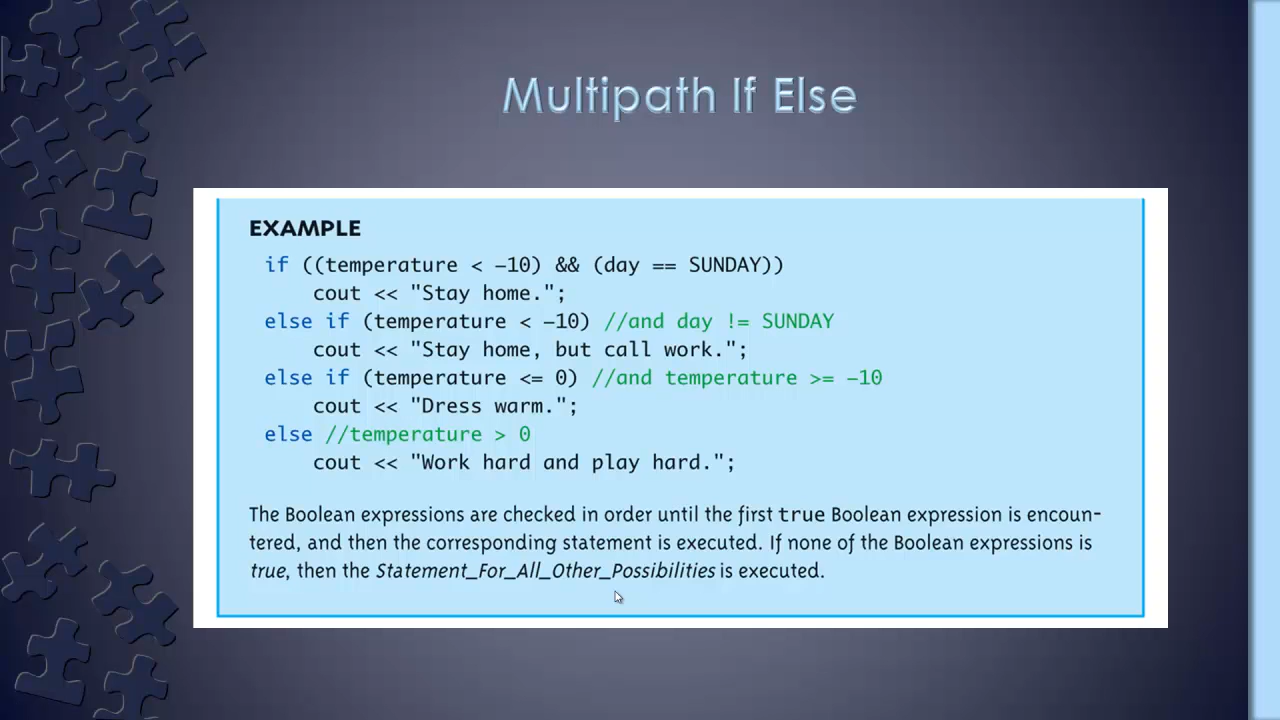 Multipath If Else
EXAMPLE
if ((temperature < –10) && (day == SUNDAY))
    cout << "Stay home.";
else if (temperature < –10) //and day != SUNDAY
    cout << "Stay home, but call work.";
else if (temperature <= 0) //and temperature >= –10
    cout << "Dress warm.";
else //temperature > 0
    cout << "Work hard and play hard.";
The Boolean expressions are checked in order until the first true Boolean expression is encoun-
tered, and then the corresponding statement is executed. If none of the Boolean expressions is
true, then the Statement_For_All_Other_Possibilities is executed.